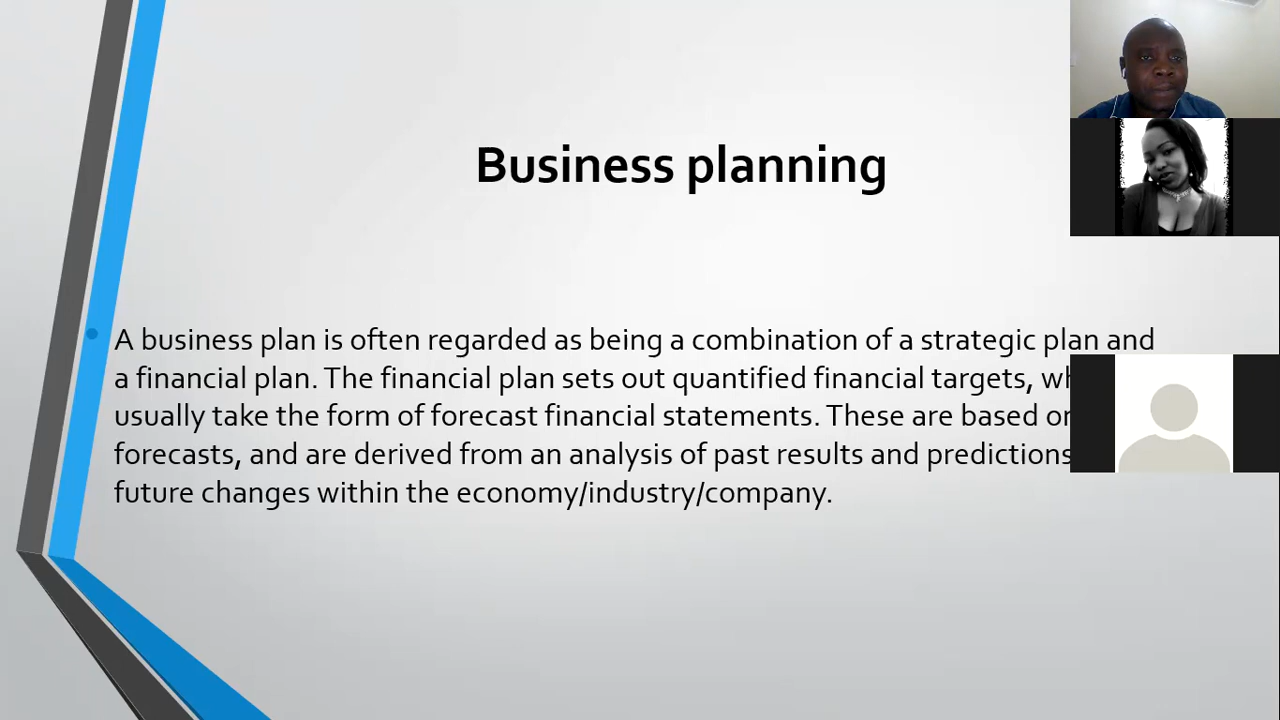 Business planning
A business plan is often regarded as being a combination of a strategic plan and
a financial plan. The financial plan sets out quantified financial targets,
usually take the form of forecast financial statements. These are based
forecasts, and are derived from an analysis of past results and predictions
future changes within the economy/industry/company.